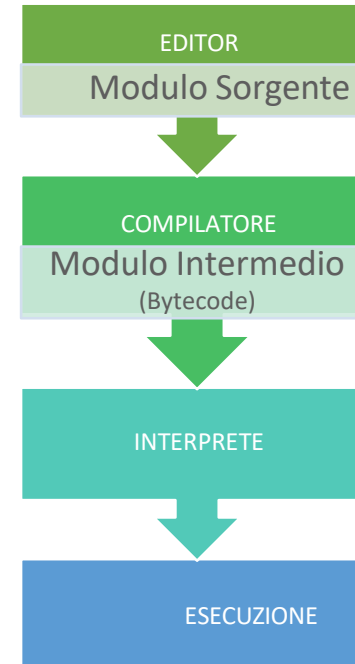 EDITOR
Modulo Sorgente
COMPILATORE
Modulo Intermedio
(Bytecode)
INTERPRETE
ESECUZIONE